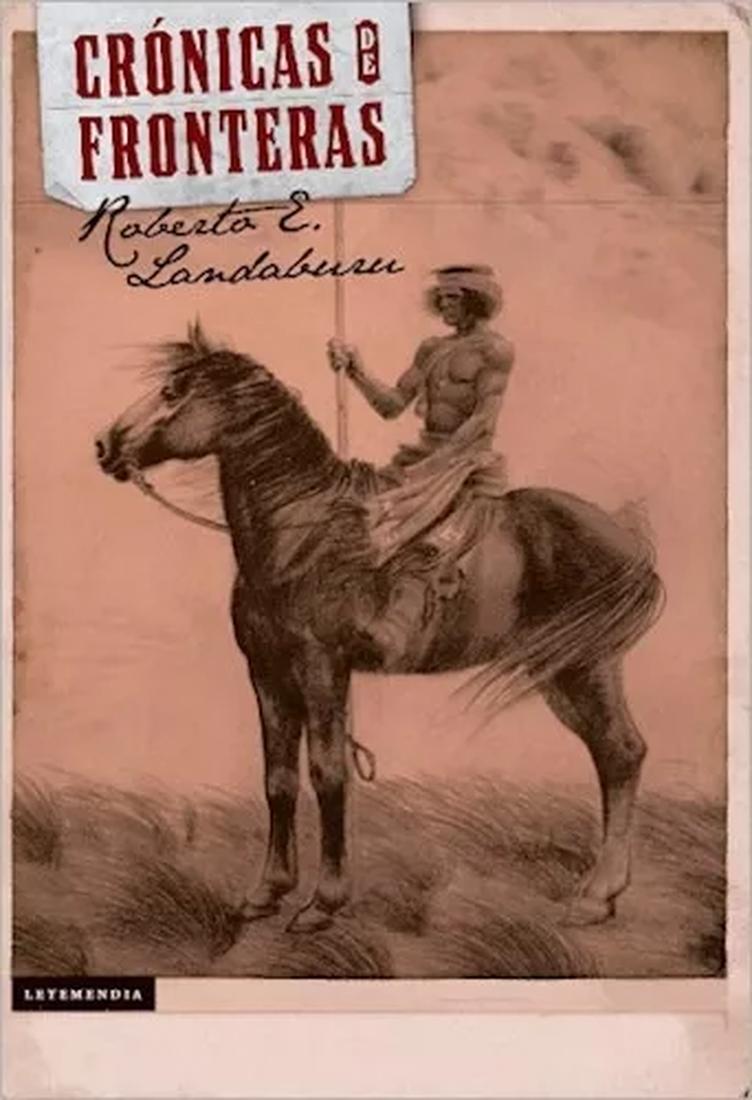 CRÓNICAS DE
FRONTERAS
Roberto E.
Landaburu
LETEMENDIA